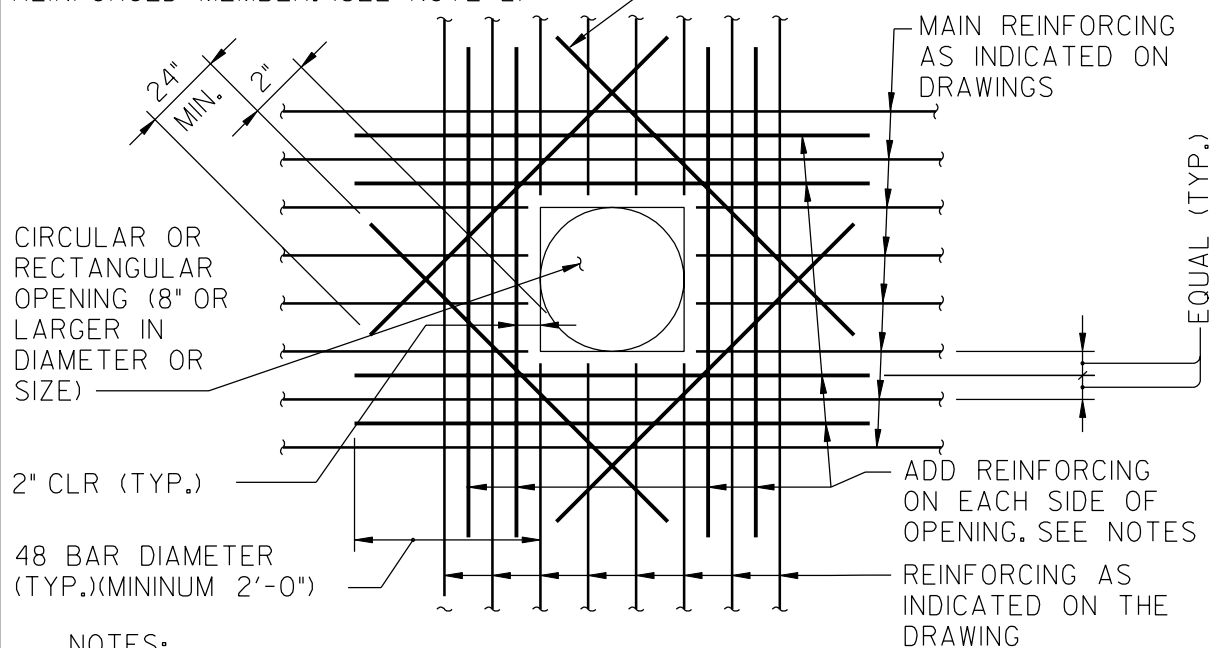 REINFORCED MEMBER. (SEE NOTE 2)
MAIN REINFORCING
AS INDICATED ON
DRAWINGS
24"
MIN.
2"
EQUAL (TYP.)
CIRCULAR OR
RECTANGULAR
OPENING (8" OR
LARGER IN
DIAMETER OR
SIZE)
2" CLR (TYP.)
48 BAR DIAMETER
(TYP.)(MININUM 2'-0")
ADD REINFORCING
ON EACH SIDE OF
OPENING. SEE NOTES
REINFORCING AS
INDICATED ON THE
DRAWING
NOTES: